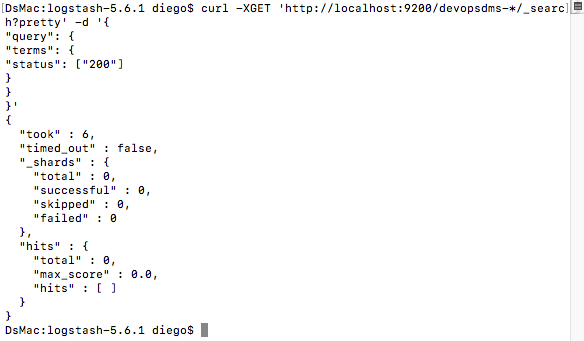 [DsMac:logstash-5.6.1 diego$ curl -XGET 'http://localhost:9200/devopsdms-*/_searc]
h?pretty' -d '{
"query": {
"terms": {
"status": ["200"]
}
}
}'
{
  "took" : 6,
  "timed_out" : false,
  "_shards" : {
    "total" : 0,
    "successful" : 0,
    "skipped" : 0,
    "failed" : 0
  },
  "hits" : {
    "total" : 0,
    "max_score" : 0.0,
    "hits" : [ ]
  }
}
DsMac:logstash-5.6.1 diego$